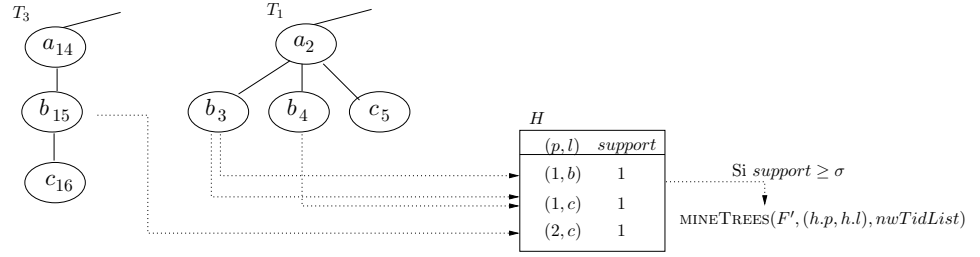 T₃
a₁₄
b₁₅
c₁₆
T₁
a₂
b₃ b₄ c₅
H
(p, l) support
(1, b) 1
(1, c) 1
(2, c) 1
Si support ≥ σ
MINETREES(F′, (h.p, h.l), nwTidList)